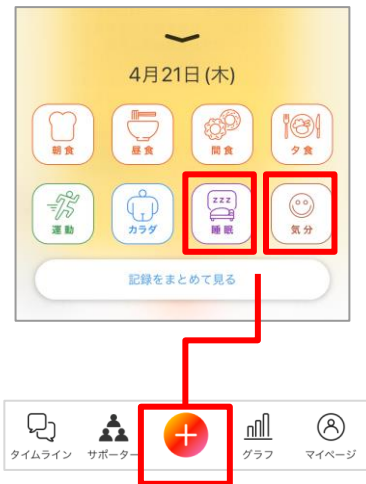 4月21日(木)
朝食 昼食 間食 夕食
運動 カラダ zzz 睡眠 気分
記録をまとめて見る
タイムライン サポーター グラフ マイページ